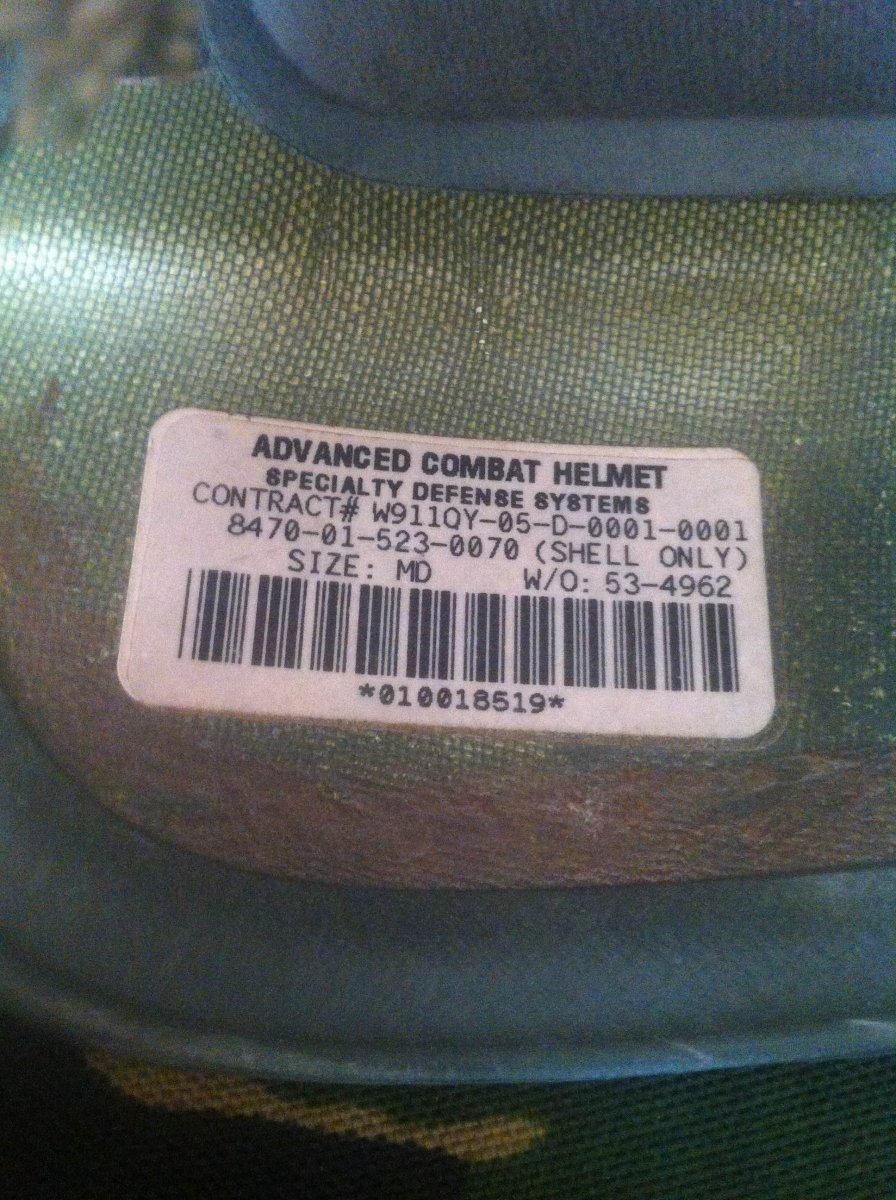 ADVANCED COMBAT HELMET
SPECIALTY DEFENSE SYSTEMS
CONTRACT# W911QY-05-D-0001-0001
8470-01-523-0070 (SHELL ONLY)
SIZE: MD W/O: 53-4962
*010018519*